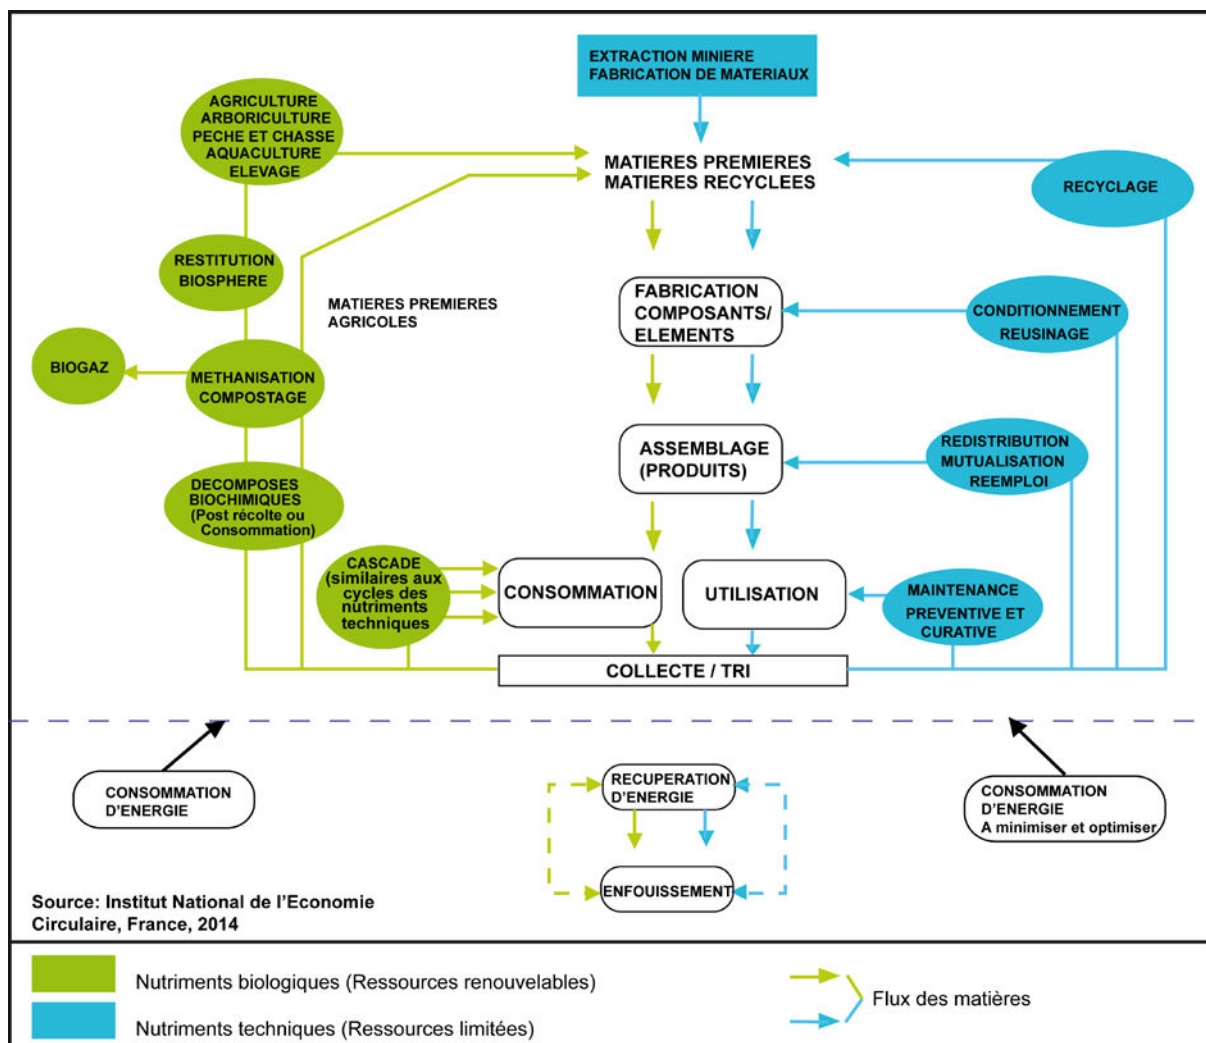 EXTRACTION MINIERE
FABRICATION DE MATERIAUX
AGRICULTURE
ARBORICULTURE
PECHE ET CHASSE
AQUACULTURE
ELEVAGE
MATIERES PREMIERES
MATIERES RECYCLEES
RECYCLAGE
RESTITUTION
BIOSPHERE
MATIERES PREMIERES
AGRICOLES
FABRICATION
COMPOSANTS/
ELEMENTS
CONDITIONNEMENT
REUSINAGE
BIOGAZ
METHANISATION
COMPOSTAGE
ASSEMBLAGE
(PRODUITS)
REDISTRIBUTION
MUTUALISATION
REEMPLOI
DECOMPOSES
BIOCHIMIQUES
(Post récolte ou
Consommation)
CASCADE
(similaires aux
cycles des
nutriments
techniques
CONSOMMATION
UTILISATION
MAINTENANCE
PREVENTIVE ET
CURATIVE
COLLECTE / TRI
CONSOMMATION
D'ENERGIE
RECUPERATION
D'ENERGIE
CONSOMMATION
D'ENERGIE
A minimiser et optimiser
ENFOUISSEMENT
Source: Institut National de l'Economie
Circulaire, France, 2014
Nutriments biologiques (Ressources renouvelables)
Nutriments techniques (Ressources limitées)
Flux des matières